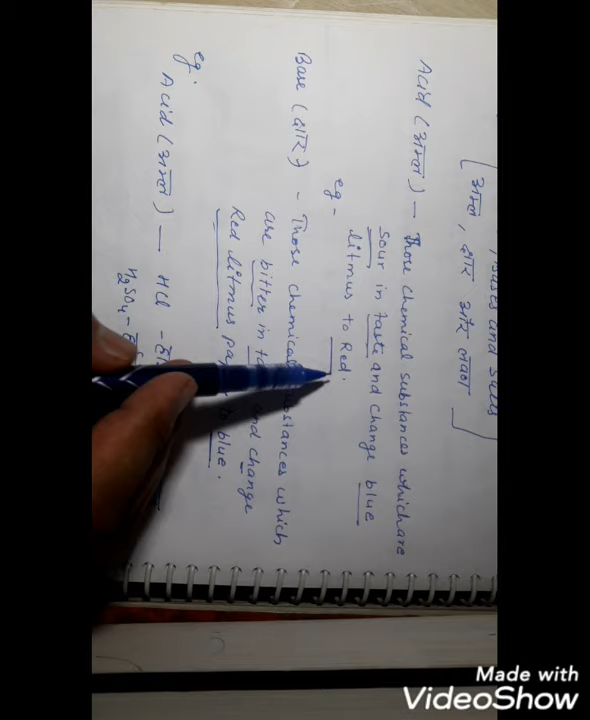 ases and Salts
[अम्ल, क्षार और लवण]
Acid (अम्ल) – Those chemical substances which are
sour in taste and change blue
litmus to Red.
eg -
Base (क्षार) - Those chemical substances which
are bitter in and change
Red litmus to blue.
eg.
Acid (अम्ल) — HCl -
H2SO4 -
Made with
VideoShow